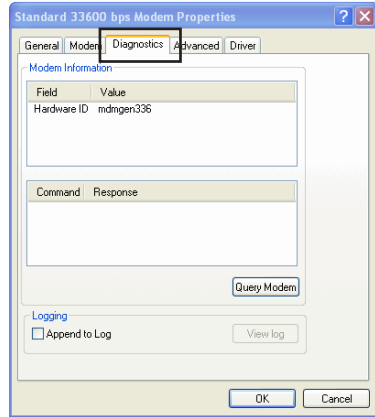 Standard 33600 bps Modem Properties
General Modem Diagnostics Advanced Driver
Modem Information
Field Value
Hardware ID mdmgen336
Command Response
Query Modem
Logging
Append to Log View log
OK Cancel